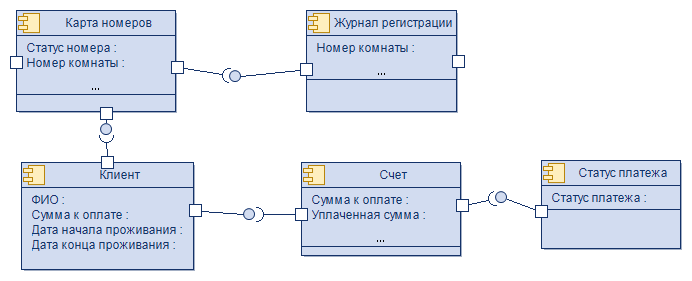 Карта номеров
Статус номера :
Номер комнаты :
...
Журнал регистрации
Номер комнаты :
...
Клиент
ФИО :
Сумма к оплате :
Дата начала проживания :
Дата конца проживания :
Счет
Сумма к оплате :
Уплаченная сумма :
...
Статус платежа
Статус платежа :